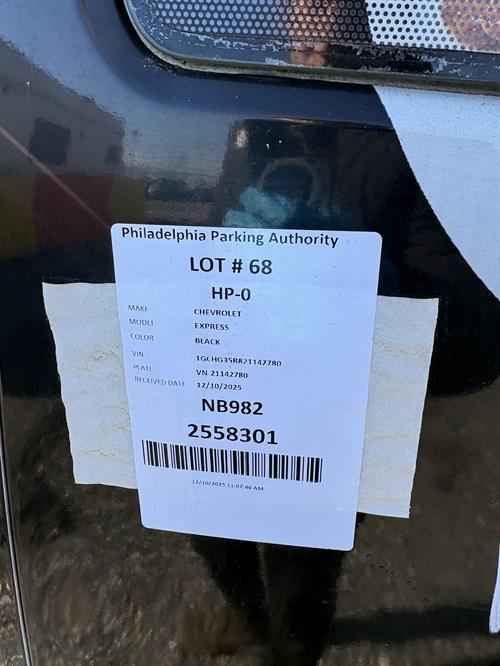 Philadelphia Parking Authority
LOT # 68
HP-0
MAKE CHEVROLET
MODEL EXPRESS
COLOR BLACK
VIN 1GCHG35R821142780
PLATE VN 21142780
RECEIVED DATE 12/10/2025
NB982
2558301
12/10/2025 11:07:40 AM